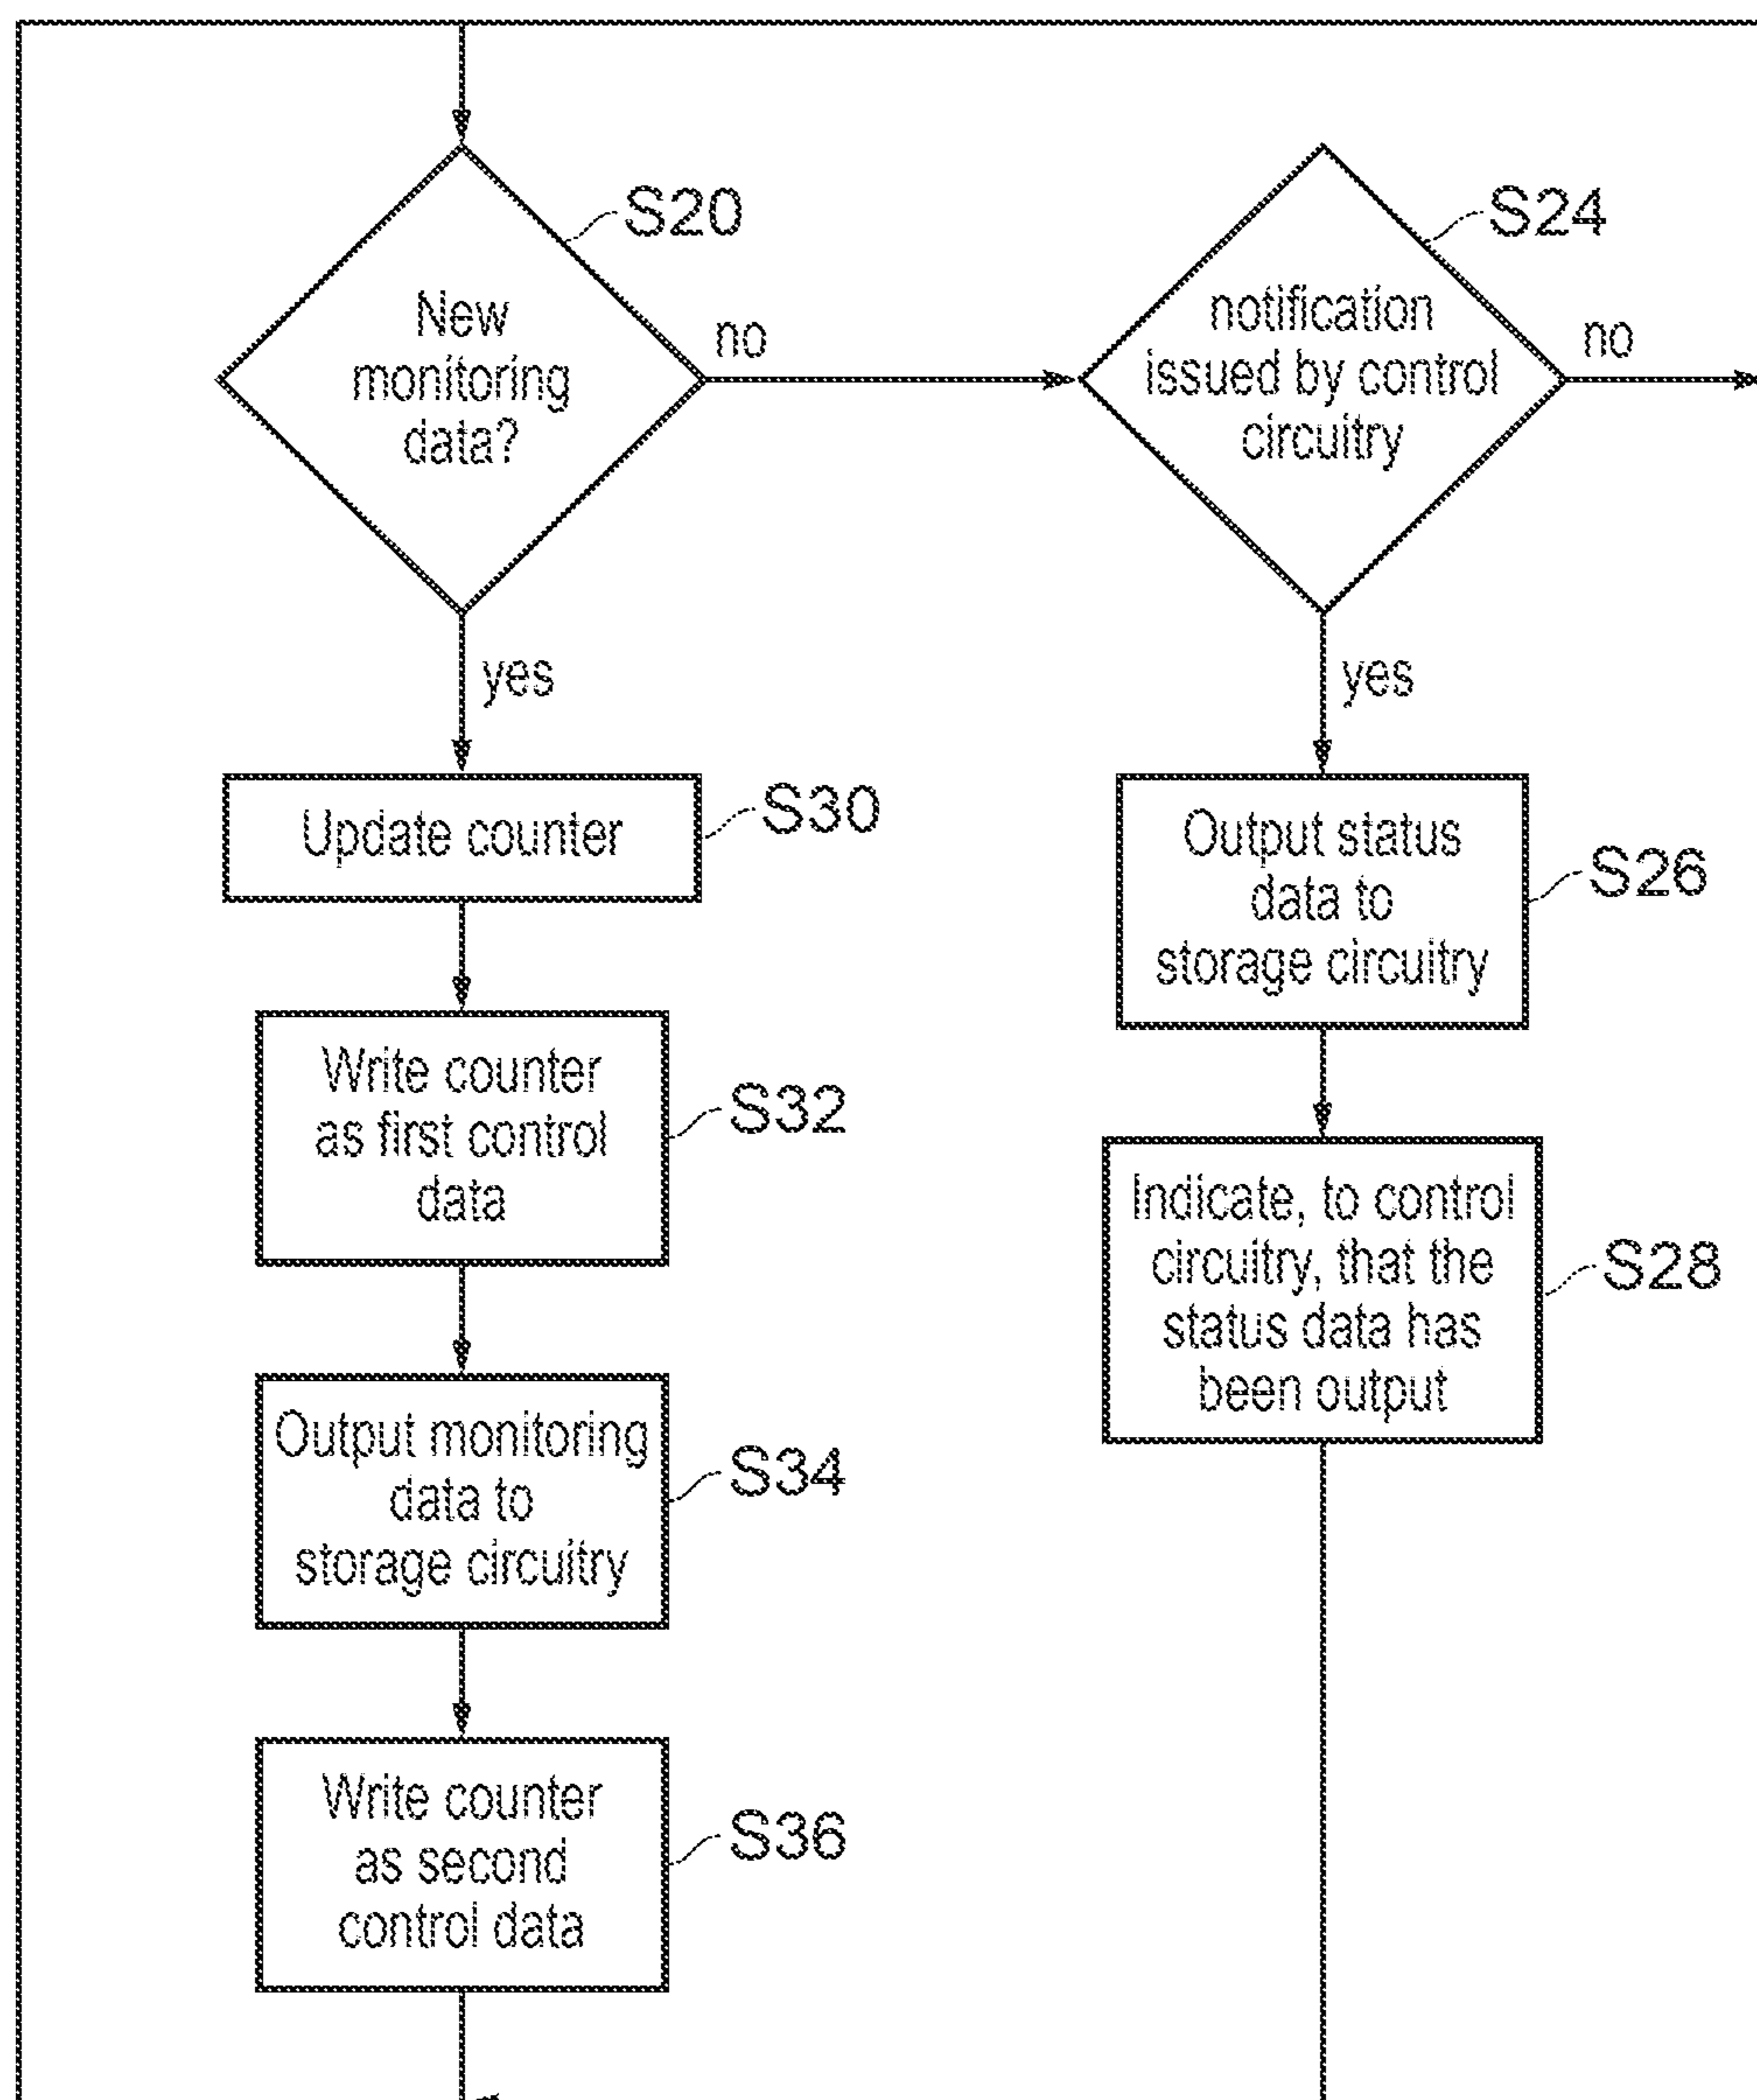 S20
New
monitoring
data?
no
yes
S24
notification
issued by control
circuitry
no
yes
Update counter
S30
Write counter
as first control
data
S32
Output monitoring
data to
storage circuitry
S34
Write counter
as second
control data
S36
Output status
data to
storage circuitry
S26
Indicate, to control
circuitry, that the
status data has
been output
S28